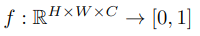 f : ℝ^{H×W×C} → [0, 1]